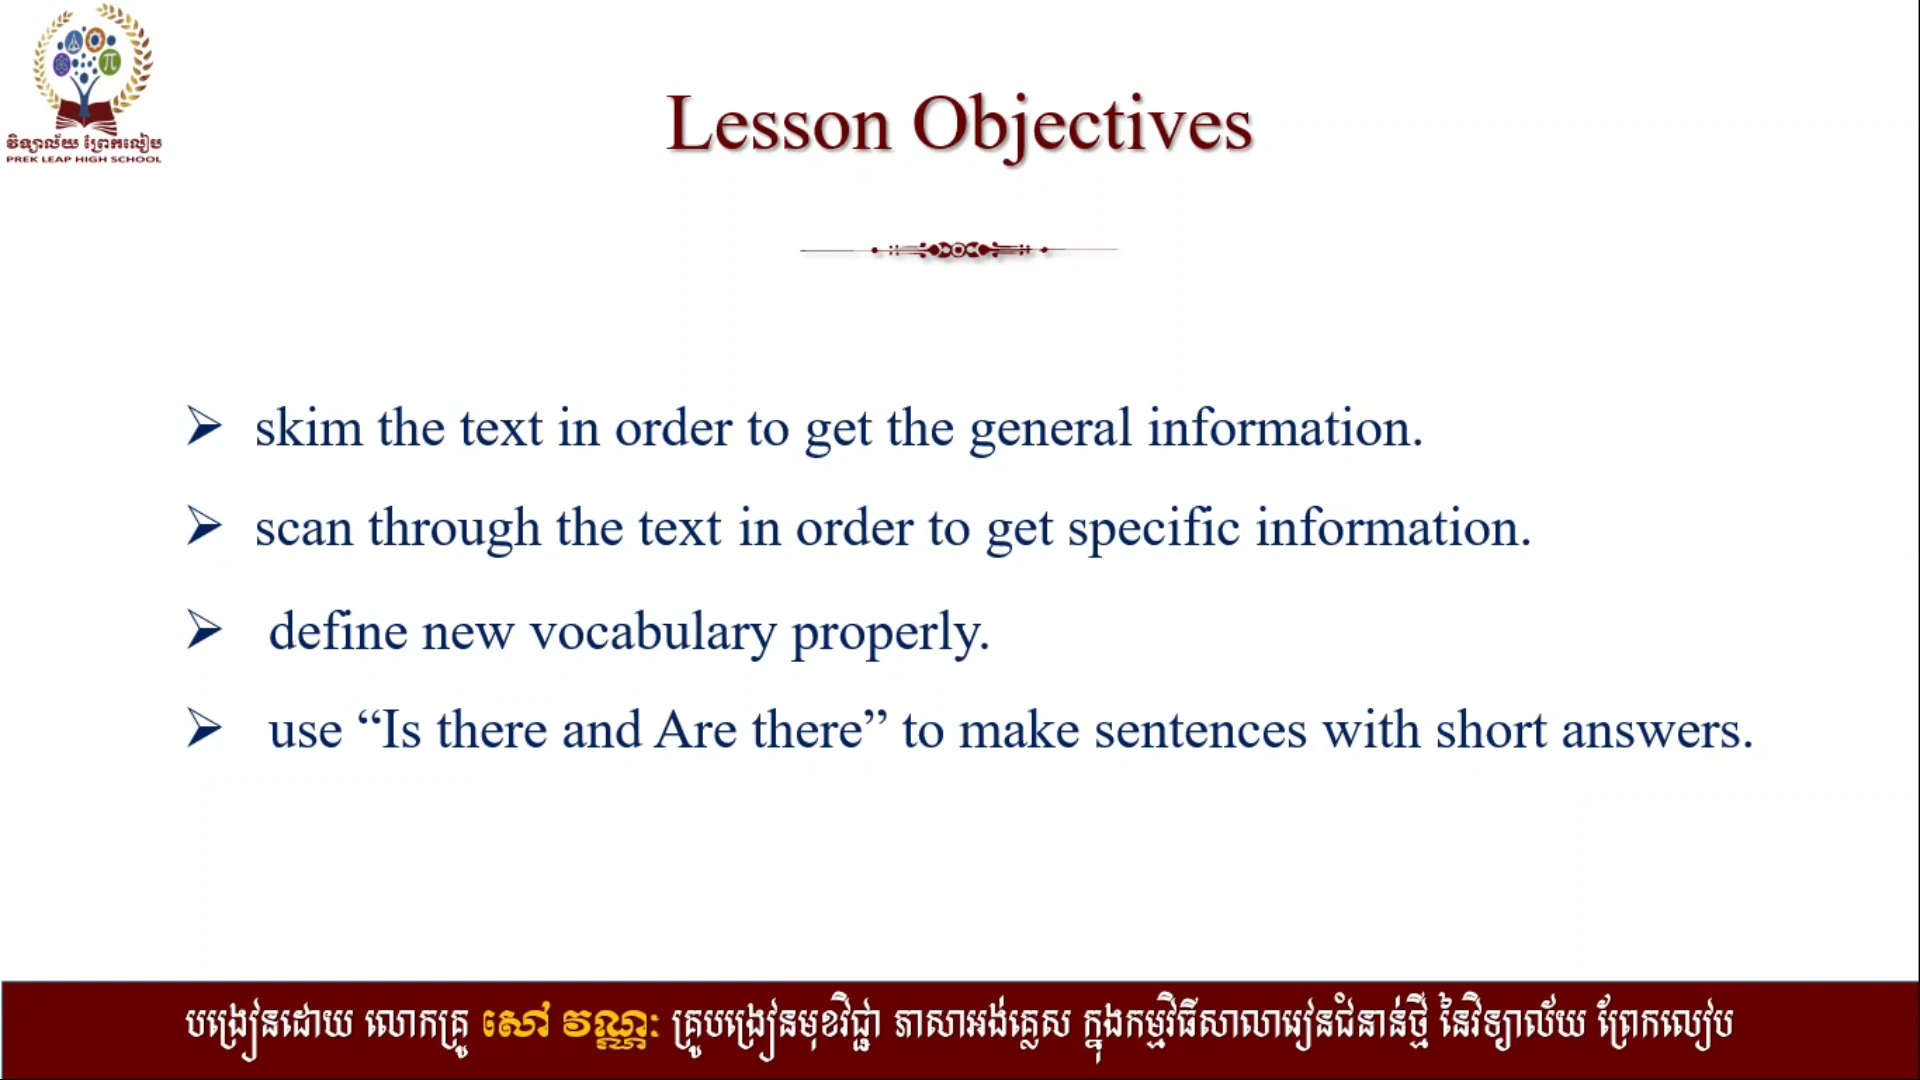 វិទ្យាល័យ ព្រែកលៀប
PREK LEAP HIGH SCHOOL
Lesson Objectives
skim the text in order to get the general information.
scan through the text in order to get specific information.
define new vocabulary properly.
use “Is there and Are there” to make sentences with short answers.
បង្រៀនដោយ លោកគ្រូ សៅ វណ្ណៈ គ្រូបង្រៀនមុខវិជ្ជា ភាសាអង់គ្លេស ក្នុងកម្មវិធីសាលារៀនជំនាន់ថ្មី នៃវិទ្យាល័យ ព្រែកលៀប